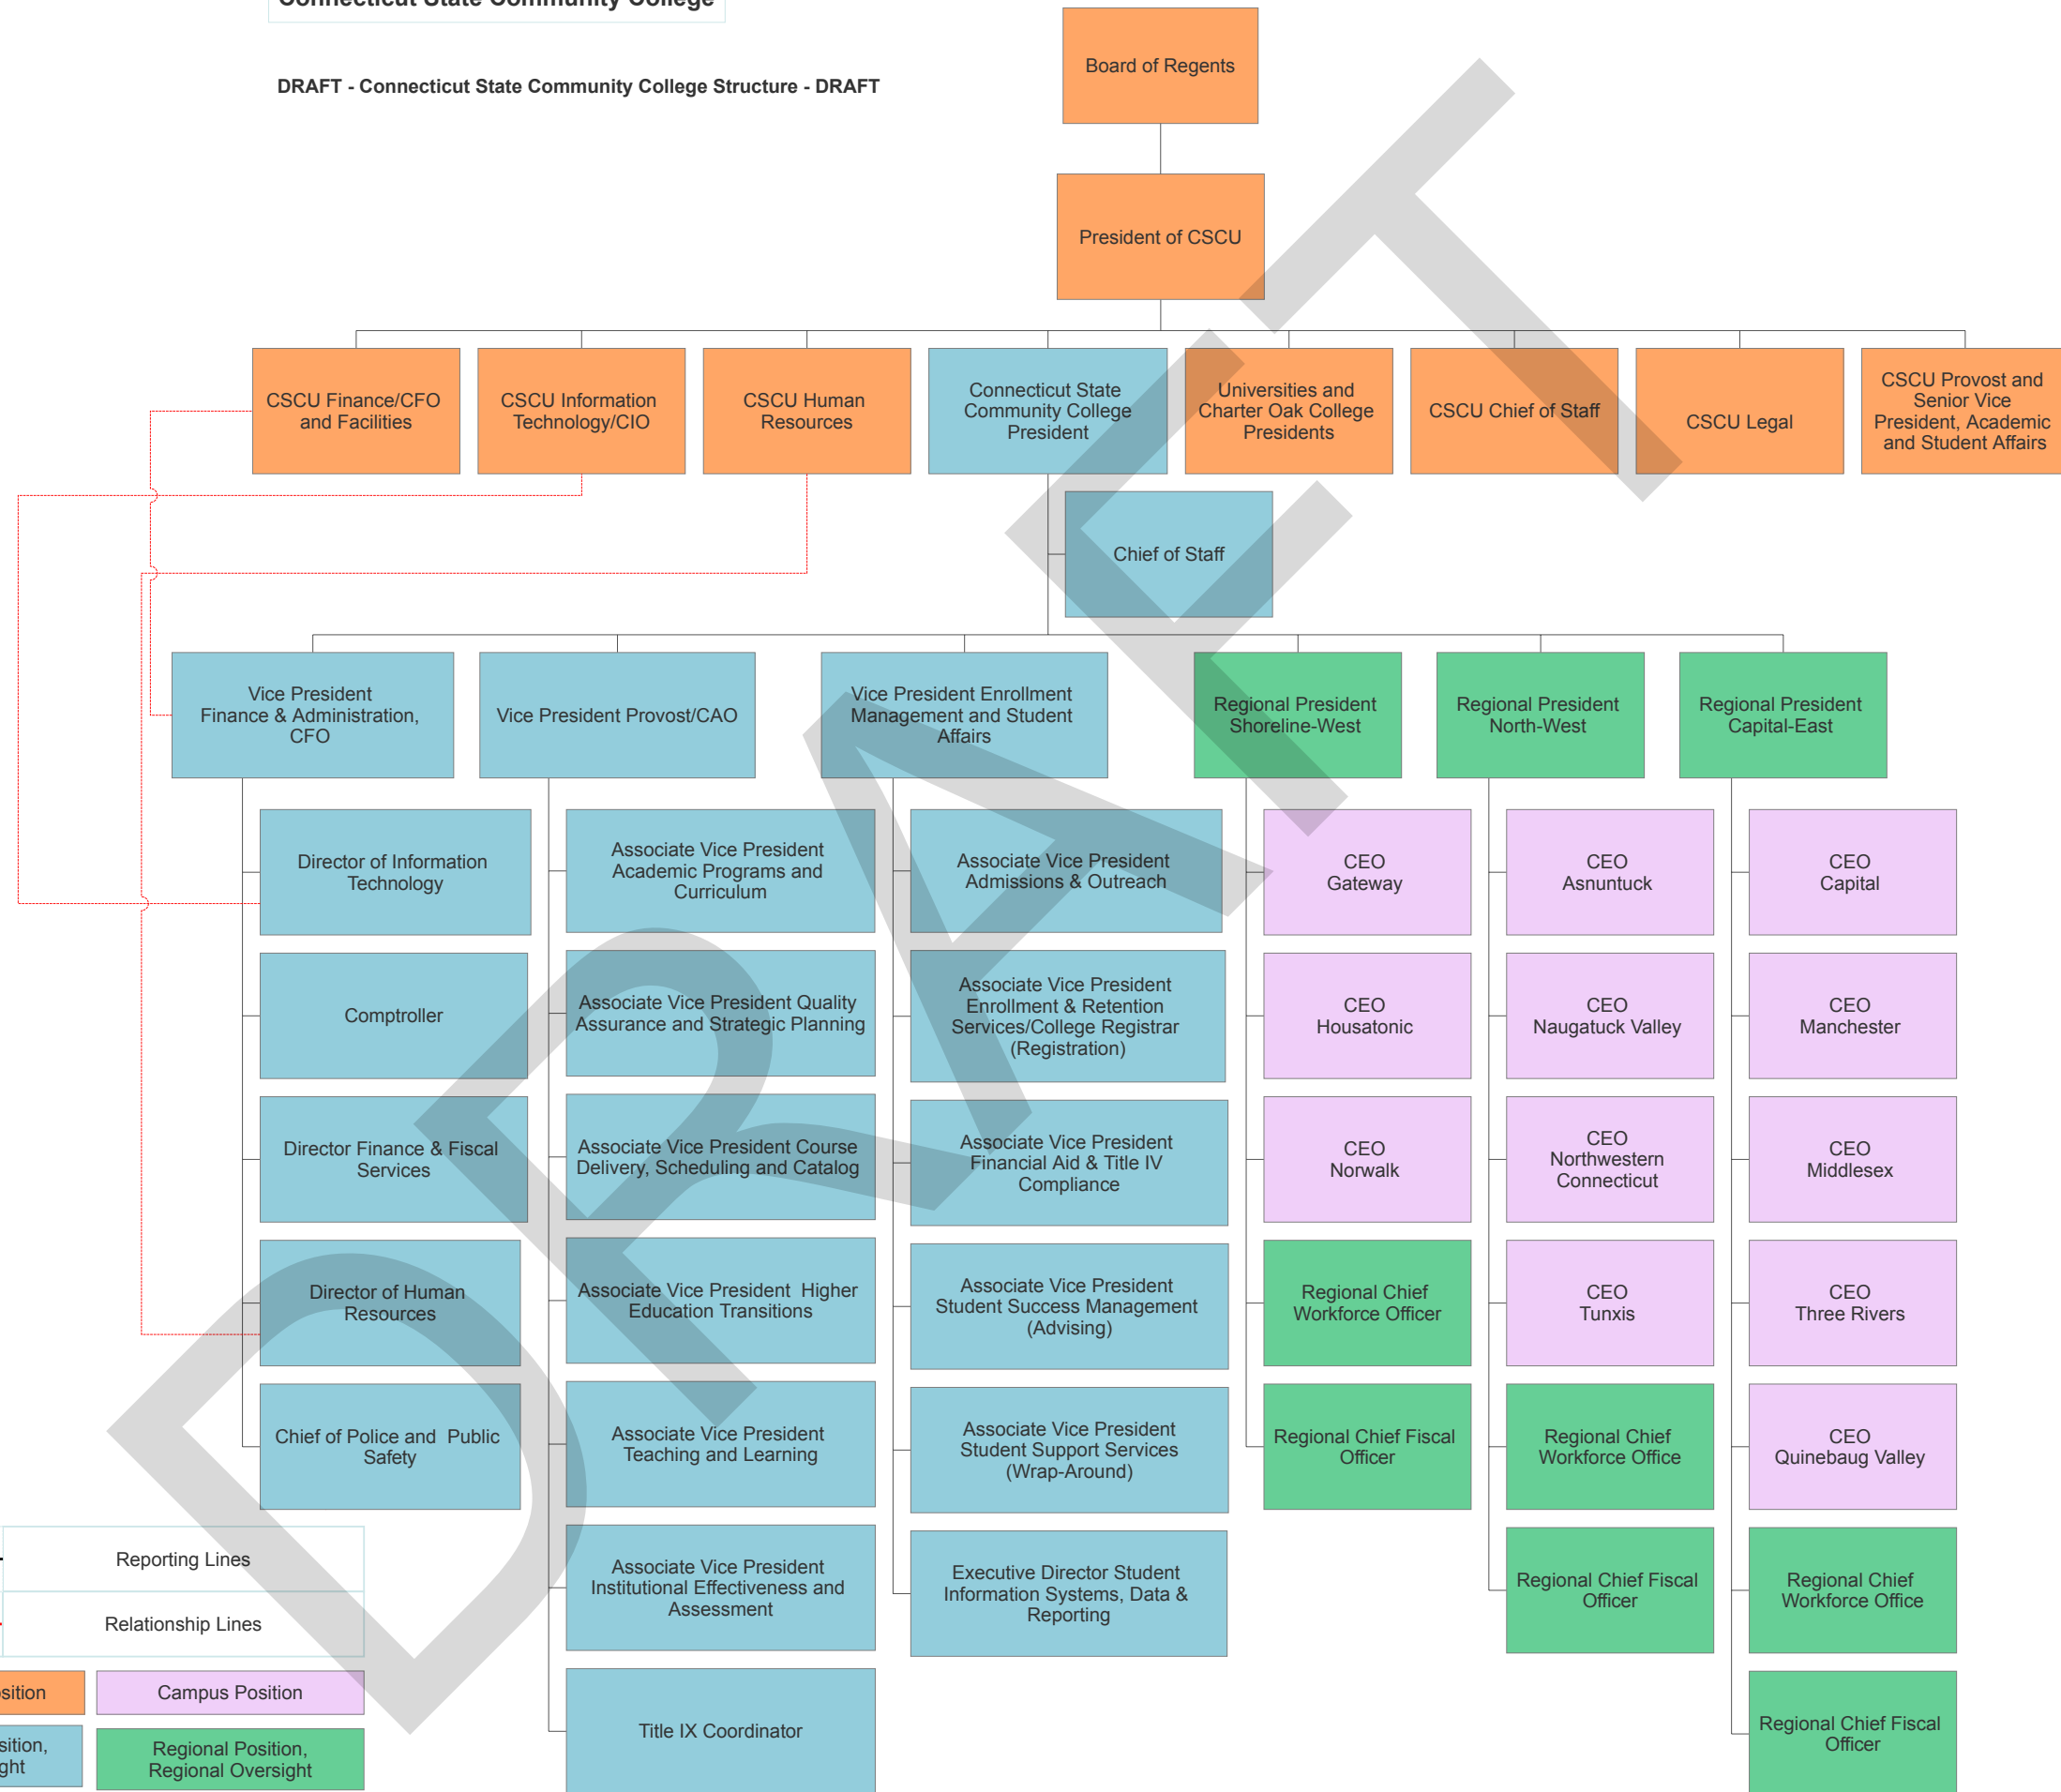 Connecticut State Community College
DRAFT - Connecticut State Community College Structure - DRAFT
Board of Regents
President of CSCU
CSCU Finance/CFO
and Facilities
CSCU Information
Technology/CIO
CSCU Human
Resources
Connecticut State
Community College
President
Universities and
Charter Oak College
Presidents
CSCU Chief of Staff
CSCU Legal
CSCU Provost and
Senior Vice
President, Academic
and Student Affairs
Chief of Staff
Vice President
Finance & Administration,
CFO
Vice President Provost/CAO
Vice President Enrollment
Management and Student
Affairs
Regional President
Shoreline-West
Regional President
North-West
Regional President
Capital-East
Director of Information
Technology
Comptroller
Director Finance & Fiscal
Services
Director of Human
Resources
Chief of Police and  Public
Safety
Associate Vice President
Academic Programs and
Curriculum
Associate Vice President Quality
Assurance and Strategic Planning
Associate Vice President Course
Delivery, Scheduling and Catalog
Associate Vice President  Higher
Education Transitions
Associate Vice President
Teaching and Learning
Associate Vice President
Institutional Effectiveness and
Assessment
Title IX Coordinator
Associate Vice President
Admissions & Outreach
Associate Vice President
Enrollment & Retention
Services/College Registrar
(Registration)
Associate Vice President
Financial Aid & Title IV
Compliance
Associate Vice President
Student Success Management
(Advising)
Associate Vice President
Student Support Services
(Wrap-Around)
Executive Director Student
Information Systems, Data &
Reporting
CEO
Gateway
CEO
Housatonic
CEO
Norwalk
Regional Chief
Workforce Officer
Regional Chief Fiscal
Officer
CEO
Asnuntuck
CEO
Naugatuck Valley
CEO
Northwestern
Connecticut
CEO
Tunxis
Regional Chief
Workforce Office
Regional Chief Fiscal
Officer
CEO
Capital
CEO
Manchester
CEO
Middlesex
CEO
Three Rivers
CEO
Quinebaug Valley
Regional Chief
Workforce Office
Regional Chief Fiscal
Officer
Reporting Lines
Relationship Lines
Campus Position
Regional Position,
Regional Oversight
DRAFT